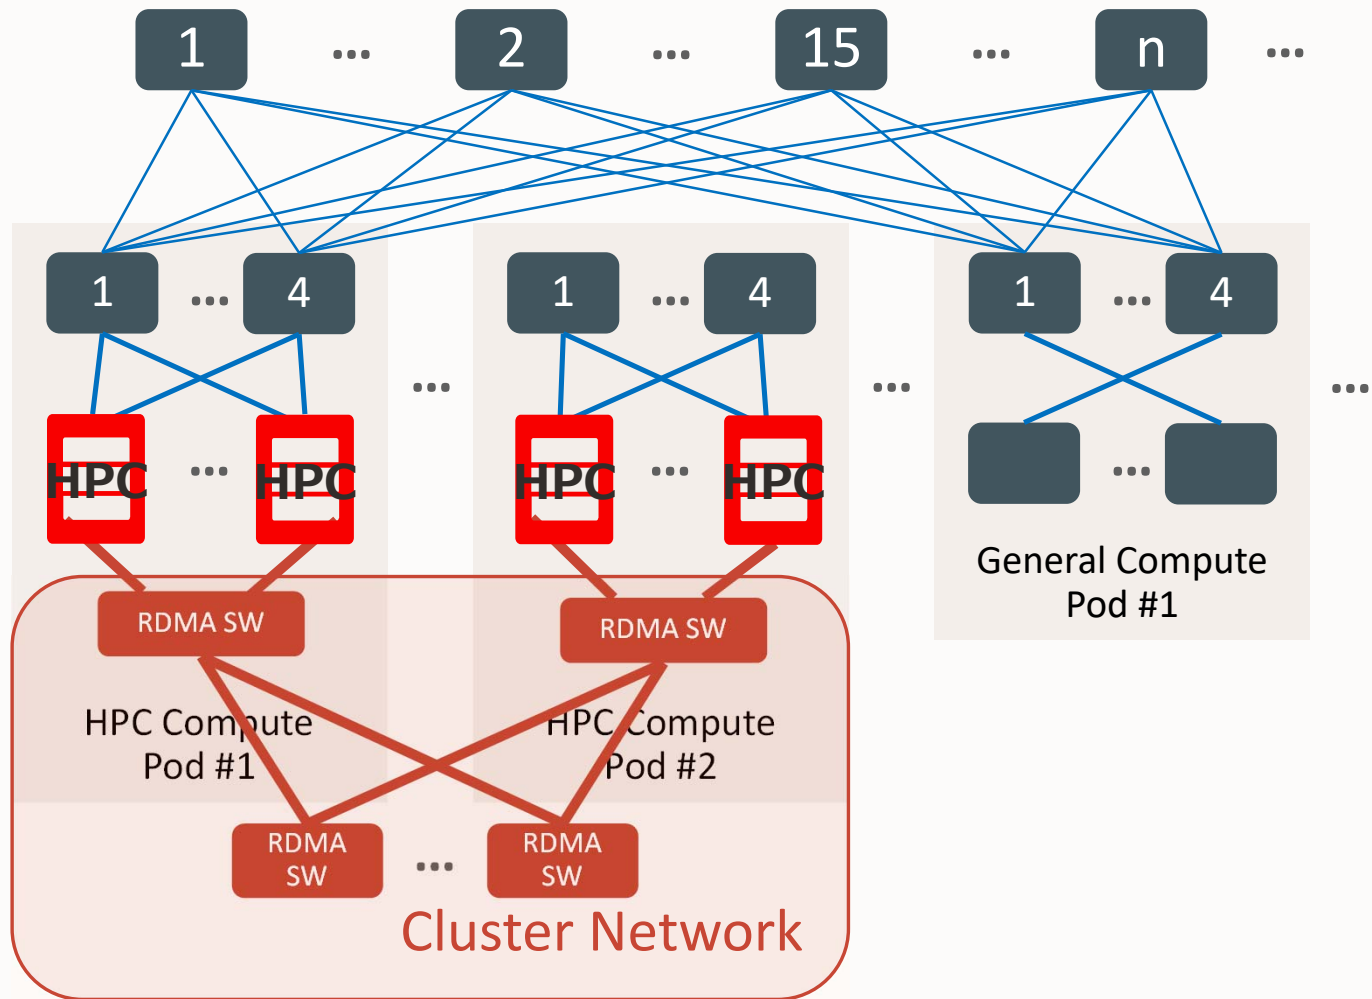 1 ... 2 ... 15 ... n ...
1 ... 4
1 ... 4
1 ... 4
...
...
...
HPC ... HPC
HPC ... HPC
...
General Compute
Pod #1
RDMA SW
RDMA SW
HPC Compute
Pod #1
HPC Compute
Pod #2
RDMA
SW
...
RDMA
SW
Cluster Network